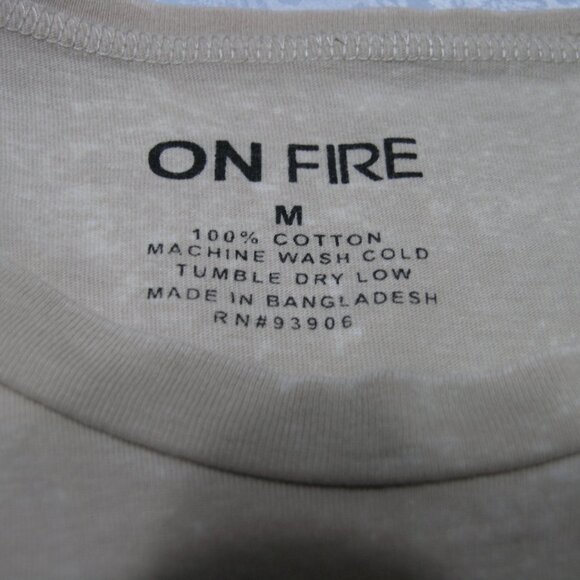 ON FIRE
M
100% COTTON
MACHINE WASH COLD
TUMBLE DRY LOW
MADE IN BANGLADESH
RN#93906